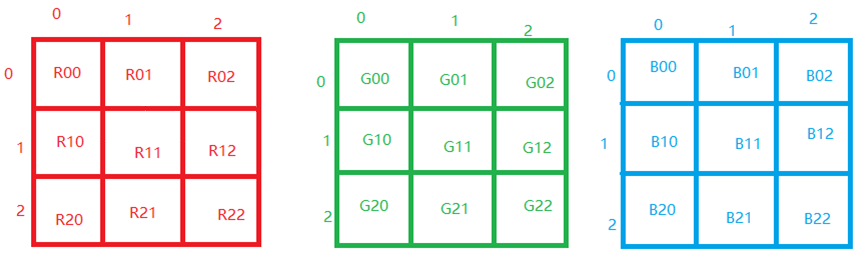 0 1 2
0 R00 R01 R02
1 R10 R11 R12
2 R20 R21 R22
0 1 2
0 G00 G01 G02
1 G10 G11 G12
2 G20 G21 G22
0 1 2
0 B00 B01 B02
1 B10 B11 B12
2 B20 B21 B22